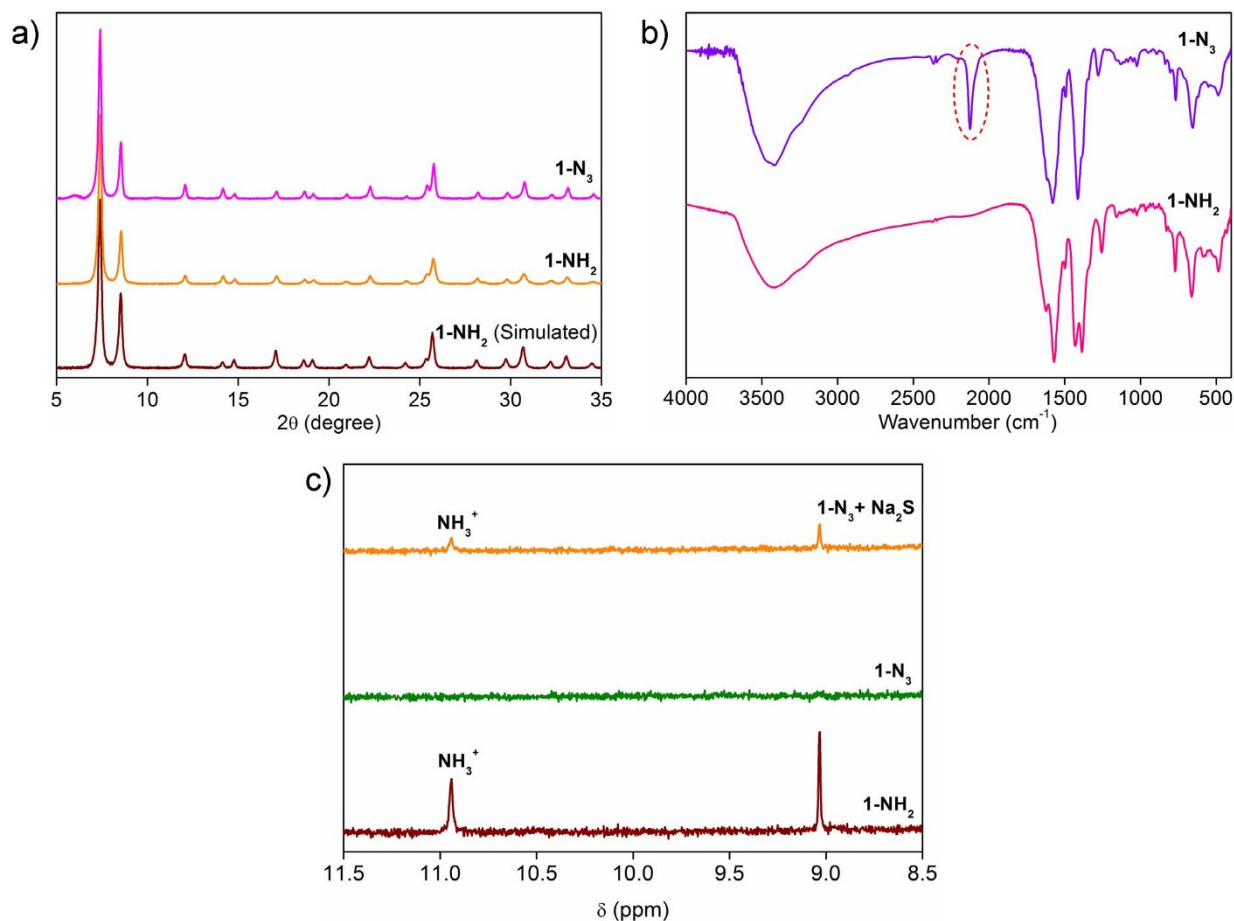 a)
1-N₃
1-NH₂
1-NH₂ (Simulated)
5 10 15 20 25 30 35
2θ (degree)
b)
1-N₃
1-NH₂
4000 3500 3000 2500 2000 1500 1000 500
Wavenumber (cm⁻¹)
c)
1-N₃+ Na₂S
NH₃⁺
1-N₃
NH₃⁺
1-NH₂
11.5 11.0 10.5 10.0 9.5 9.0 8.5
δ (ppm)